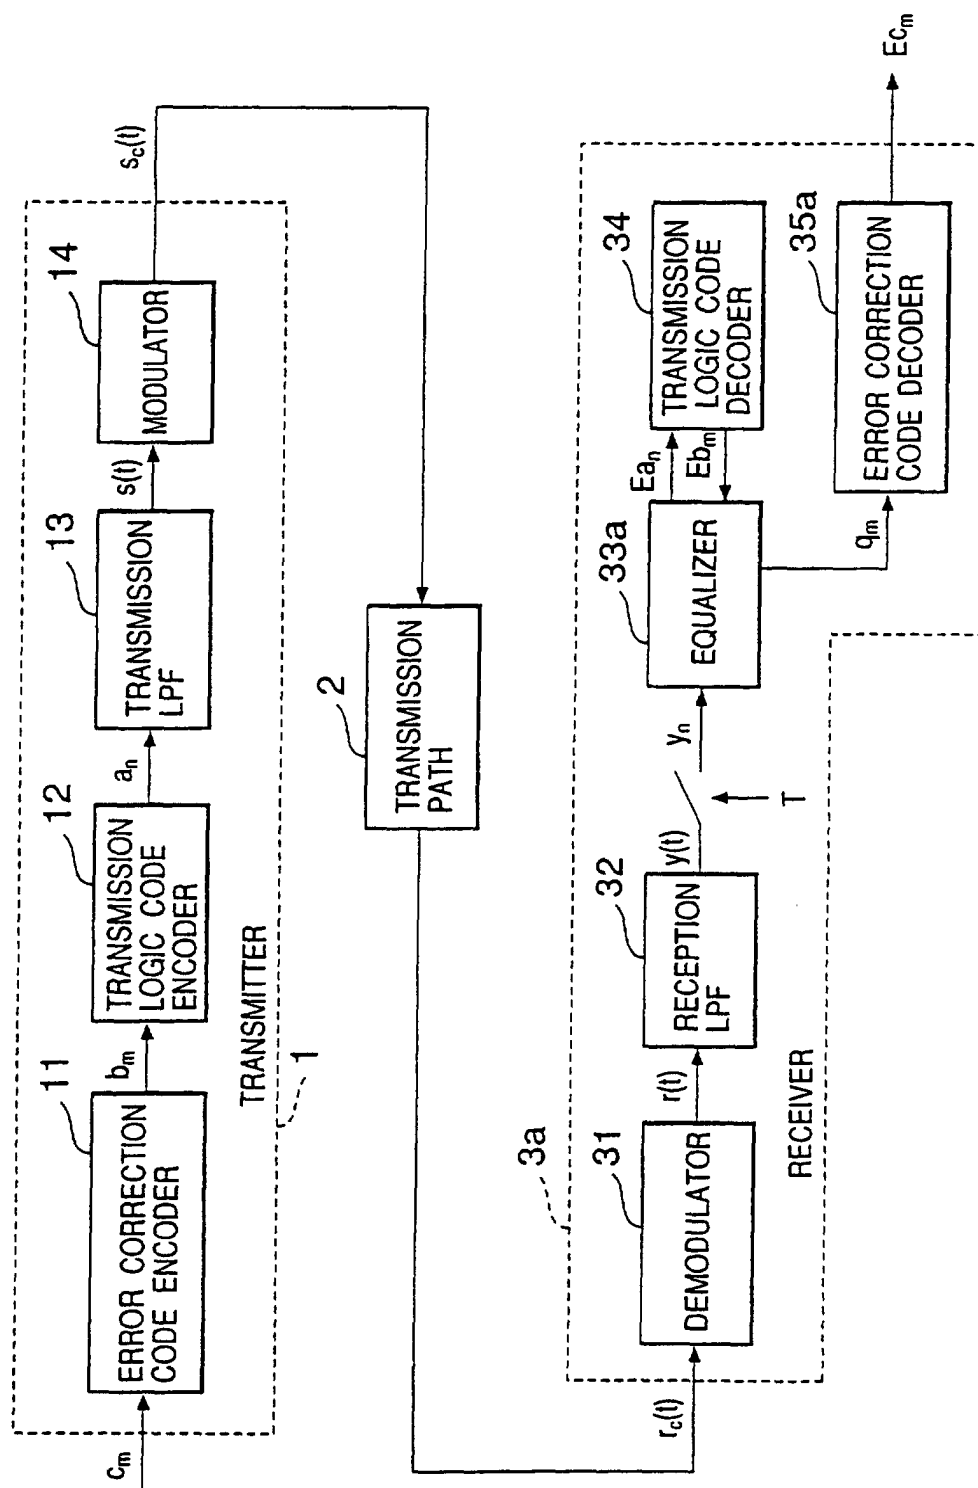 c_m
11
ERROR CORRECTION
CODE ENCODER
b_m
12
TRANSMISSION
LOGIC CODE
ENCODER
a_n
13
TRANSMISSION
LPF
s(t)
14
MODULATOR
s_c(t)
TRANSMITTER
1
2
TRANSMISSION
PATH
3a
r_c(t)
31
DEMODULATOR
r(t)
32
RECEPTION
LPF
y(t)
T
y_n
33a
EQUALIZER
Ea_n
Eb_m
34
TRANSMISSION
LOGIC CODE
DECODER
q_m
35a
ERROR CORRECTION
CODE DECODER
Ec_m
RECEIVER